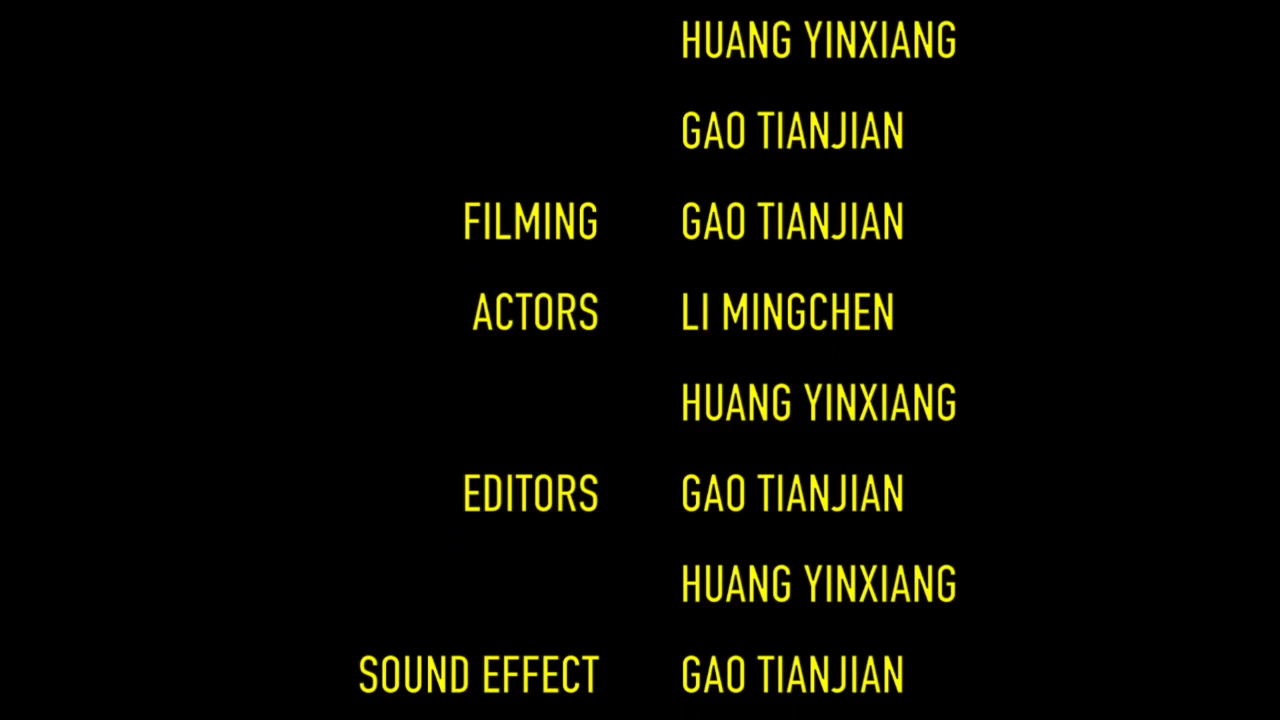 HUANG YINXIANG
GAO TIANJIAN
FILMING GAO TIANJIAN
ACTORS LI MINGCHEN
HUANG YINXIANG
EDITORS GAO TIANJIAN
HUANG YINXIANG
SOUND EFFECT GAO TIANJIAN